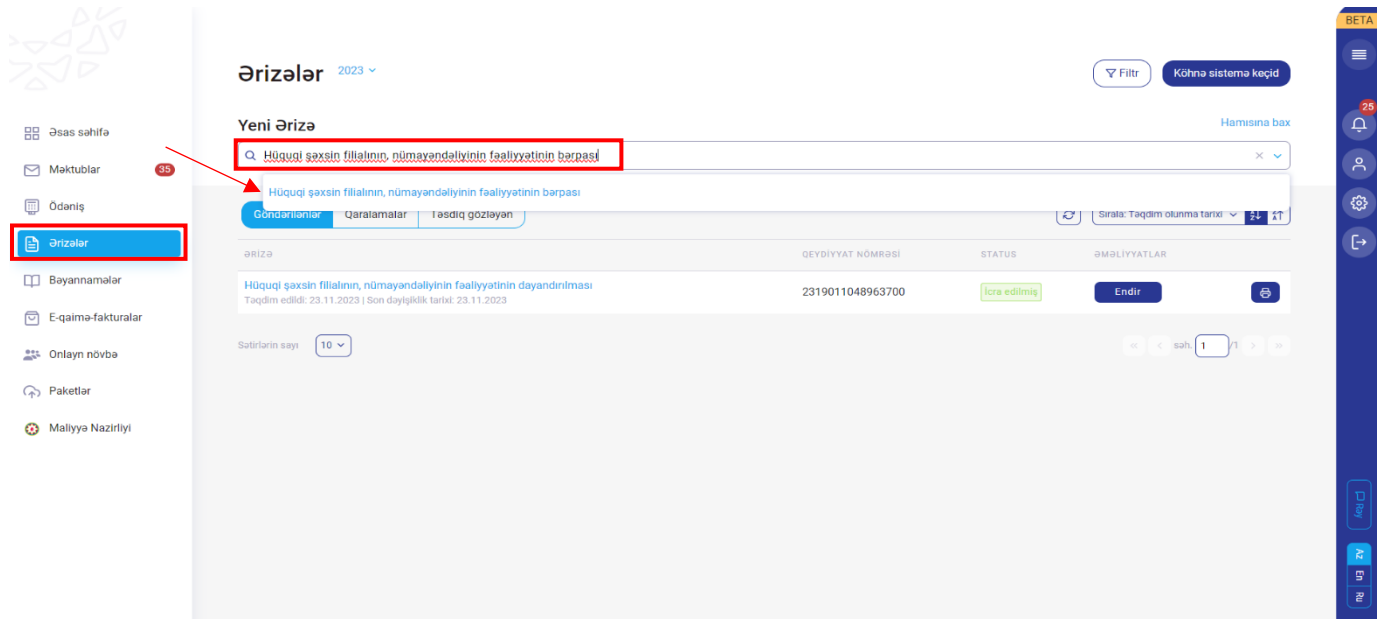 BETA
Ərizələr 2023
Filtr
Köhnə sistemə keçid
25
Əsas səhifə
Yeni Ərizə
Hamısına bax
Hüquqi şəxsin filialının, nümayəndəliyinin fəaliyyətinin bərpası
Məktublar 35
Hüquqi şəxsin filialının, nümayəndəliyinin fəaliyyətinin bərpası
Ödəniş
Göndərilənlər Qaralamalar Təsdiq gözləyən
Sırala: Təqdim olunma tarixi
Ərizələr
ƏRİZƏ QEYDİYYAT NÖMRƏSİ STATUS ƏMƏLİYYATLAR
Bəyannamələr
Hüquqi şəxsin filialının, nümayəndəliyinin fəaliyyətinin dayandırılması
2319011048963700 İcra edilmiş Endir
Təqdim edildi: 23.11.2023 | Son dəyişiklik tarixi: 23.11.2023
E-qaimə-fakturalar
Sətirlərin sayı 10
« < səh. 1 /1 > »
Onlayn növbə
Paketlər
Maliyyə Nazirliyi
Rəy
Az
En
Ru